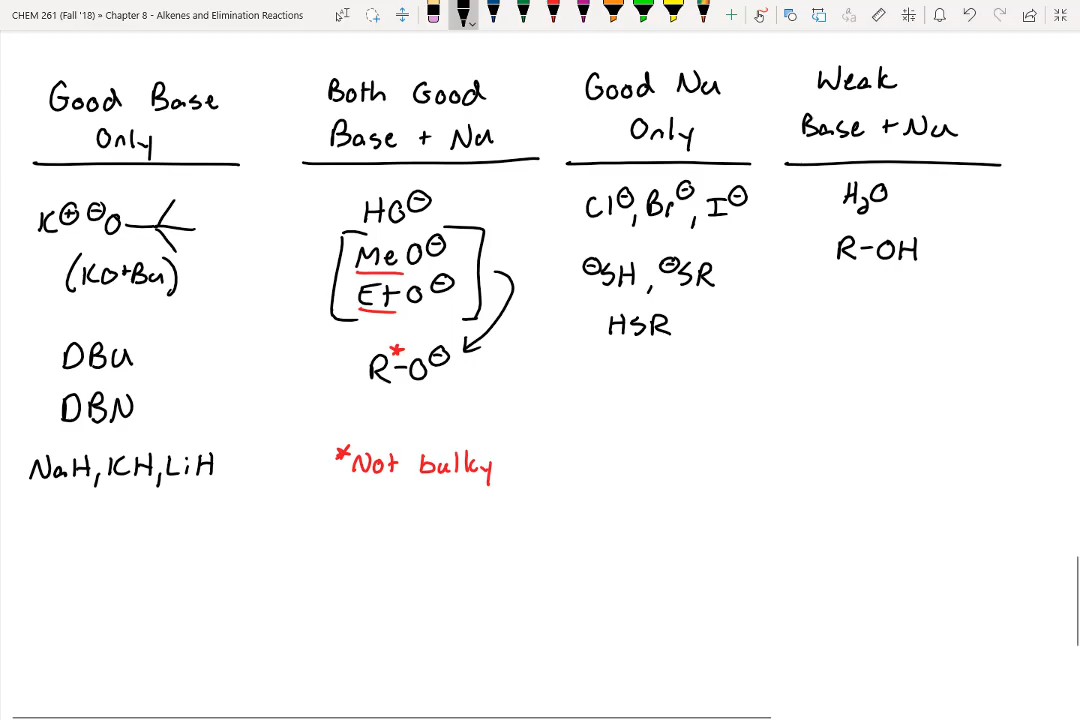 CHEM 261 (Fall '18) » Chapter 8 - Alkenes and Elimination Reactions
Good Base
Only
K⊕ ⊖O
(KOtBu)
DBU
DBN
NaH, KH, LiH
Both Good
Base + Nu
HO⊖
MeO⊖
EtO⊖
R*-O⊖
*Not bulky
Good Nu
Only
Cl⊖, Br⊖, I⊖
⊖SH, ⊖SR
HSR
Weak
Base + Nu
H₂O
R-OH